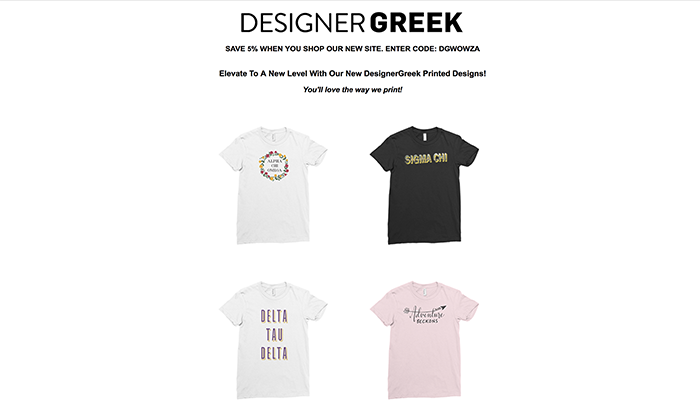 DESIGNER GREEK
SAVE 5% WHEN YOU SHOP OUR NEW SITE. ENTER CODE: DGWOWZA
Elevate To A New Level With Our New DesignerGreek Printed Designs!
You'll love the way we print!
ALPHA
CHI
OMEGA
SIGMA CHI
DELTA
TAU
DELTA
Adventure
BECKONS